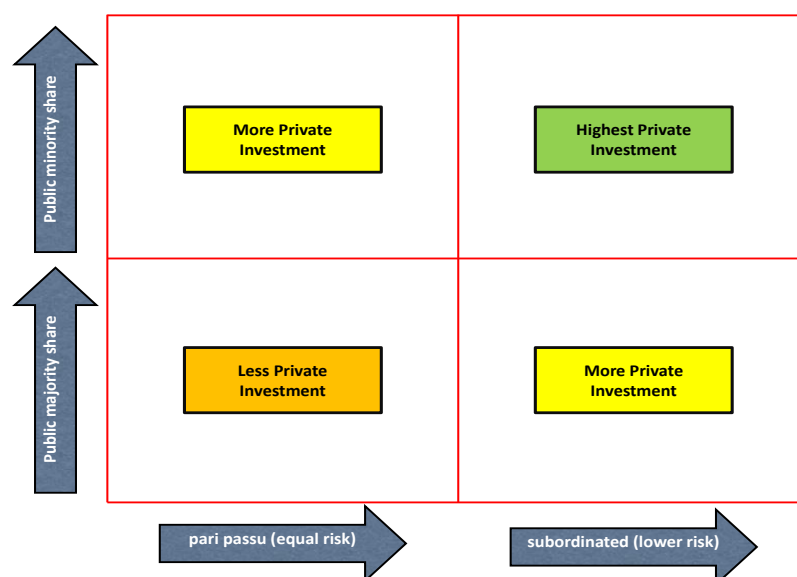 Public minority share
More Private
Investment
Highest Private
Investment
Public majority share
Less Private
Investment
More Private
Investment
pari passu (equal risk)
subordinated (lower risk)